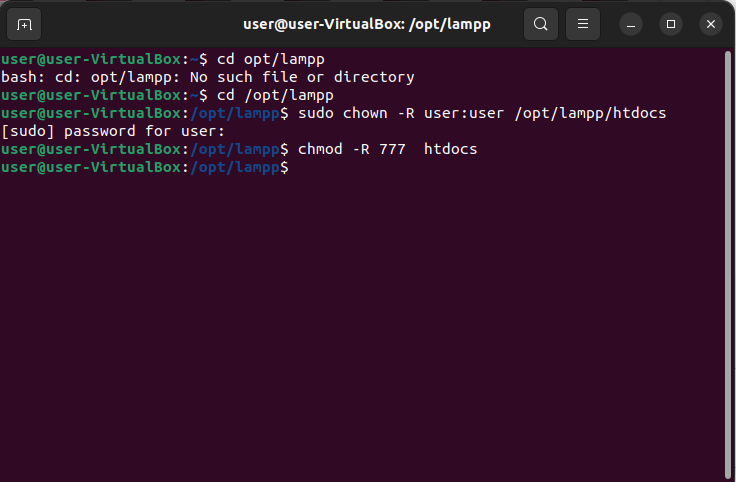 user@user-VirtualBox: /opt/lampp
user@user-VirtualBox:~$ cd opt/lampp
bash: cd: opt/lampp: No such file or directory
user@user-VirtualBox:~$ cd /opt/lampp
user@user-VirtualBox:/opt/lampp$ sudo chown -R user:user /opt/lampp/htdocs
[sudo] password for user:
user@user-VirtualBox:/opt/lampp$ chmod -R 777  htdocs
user@user-VirtualBox:/opt/lampp$